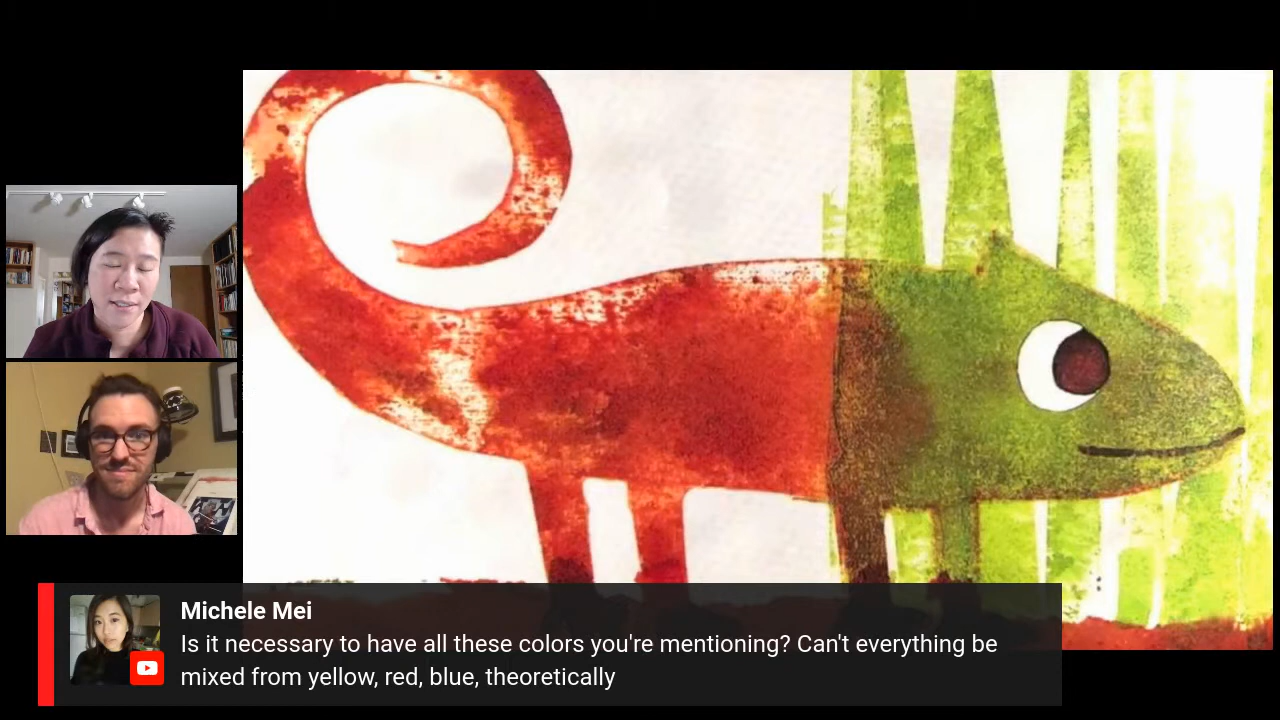 Michele Mei
Is it necessary to have all these colors you're mentioning? Can't everything be
mixed from yellow, red, blue, theoretically